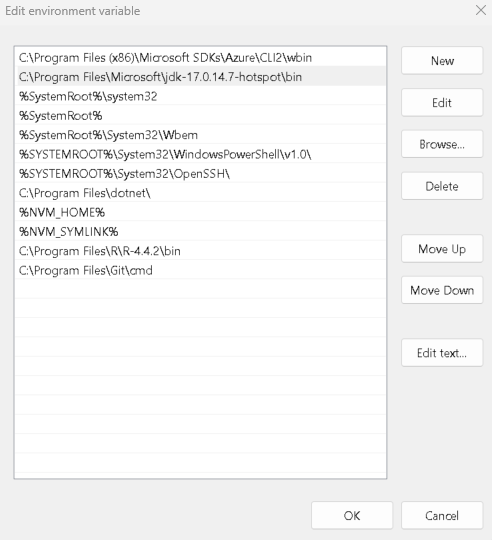 Edit environment variable
C:\Program Files (x86)\Microsoft SDKs\Azure\CLI2\wbin
C:\Program Files\Microsoft\jdk-17.0.14.7-hotspot\bin
%SystemRoot%\system32
%SystemRoot%
%SystemRoot%\System32\Wbem
%SYSTEMROOT%\System32\WindowsPowerShell\v1.0\
%SYSTEMROOT%\System32\OpenSSH\
C:\Program Files\dotnet\
%NVM_HOME%
%NVM_SYMLINK%
C:\Program Files\R\R-4.4.2\bin
C:\Program Files\Git\cmd
New
Edit
Browse...
Delete
Move Up
Move Down
Edit text...
OK
Cancel